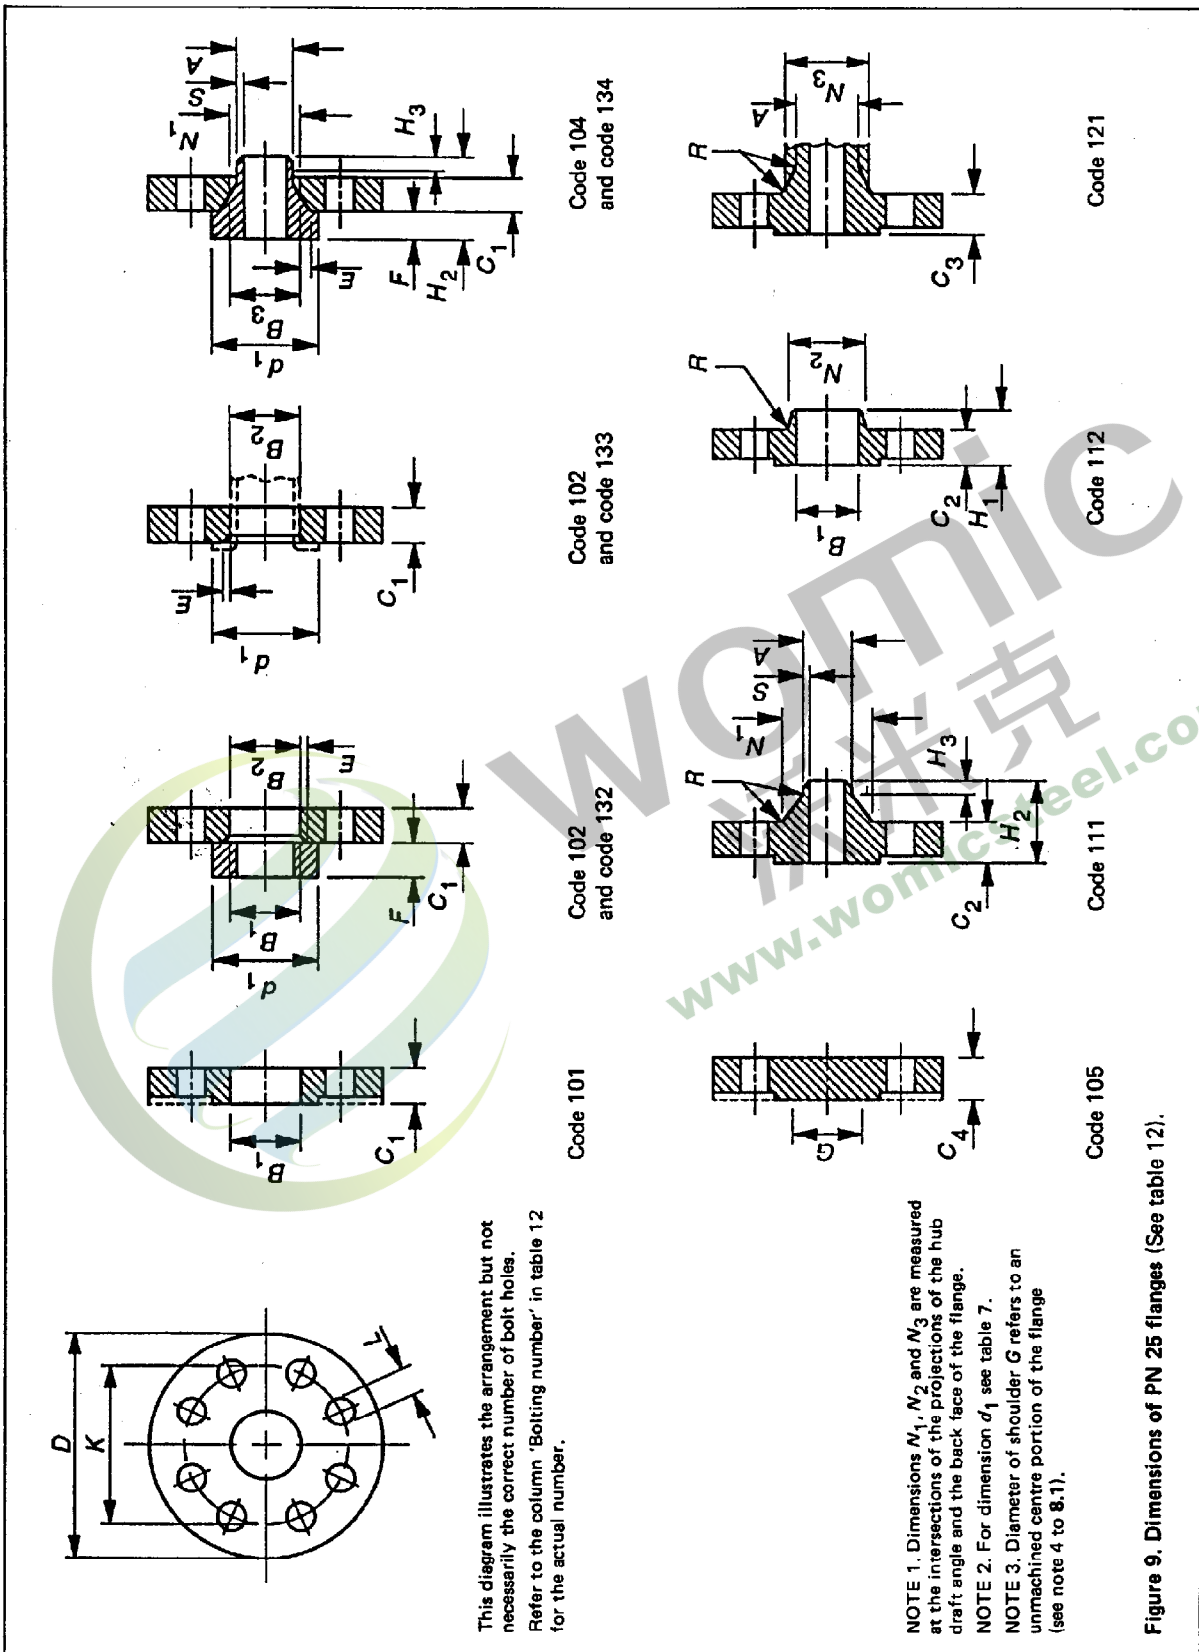 D
K
L
This diagram illustrates the arrangement but not
necessarily the correct number of bolt holes.
Refer to the column 'Bolting number' in table 12
for the actual number.
B1
C1
Code 101
d1
B1
F
C1
B2
E
Code 102
and code 132
d1
E
C1
B2
Code 102
and code 133
d1
B3
E
F
H2
C1
H3
N1
S
A
Code 104
and code 134
NOTE 1. Dimensions N1, N2 and N3 are measured
at the intersections of the projections of the hub
draft angle and the back face of the flange.
NOTE 2. For dimension d1 see table 7.
NOTE 3. Diameter of shoulder G refers to an
unmachined centre portion of the flange
(see note 4 to 8.1).
G
C4
Code 105
R
N1
S
A
C2
H2
H3
Code 111
R
N2
B1
C2
H1
Code 112
R
A
N3
C3
Code 121
Figure 9. Dimensions of PN 25 flanges (See table 12).
womic
沃米克
www.womicsteel.co